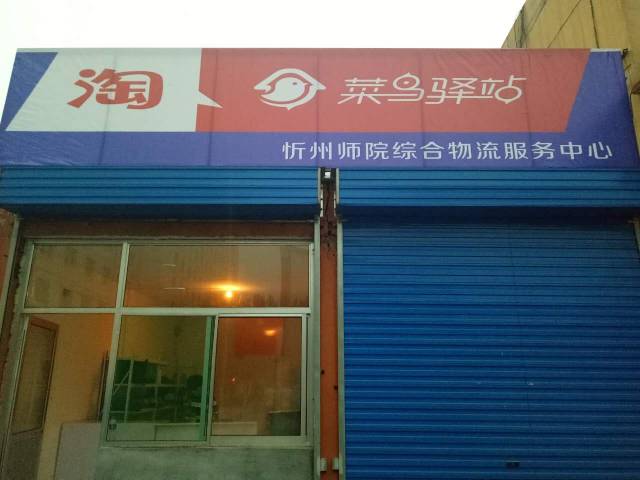 淘 菜鸟驿站
忻州师院综合物流服务中心